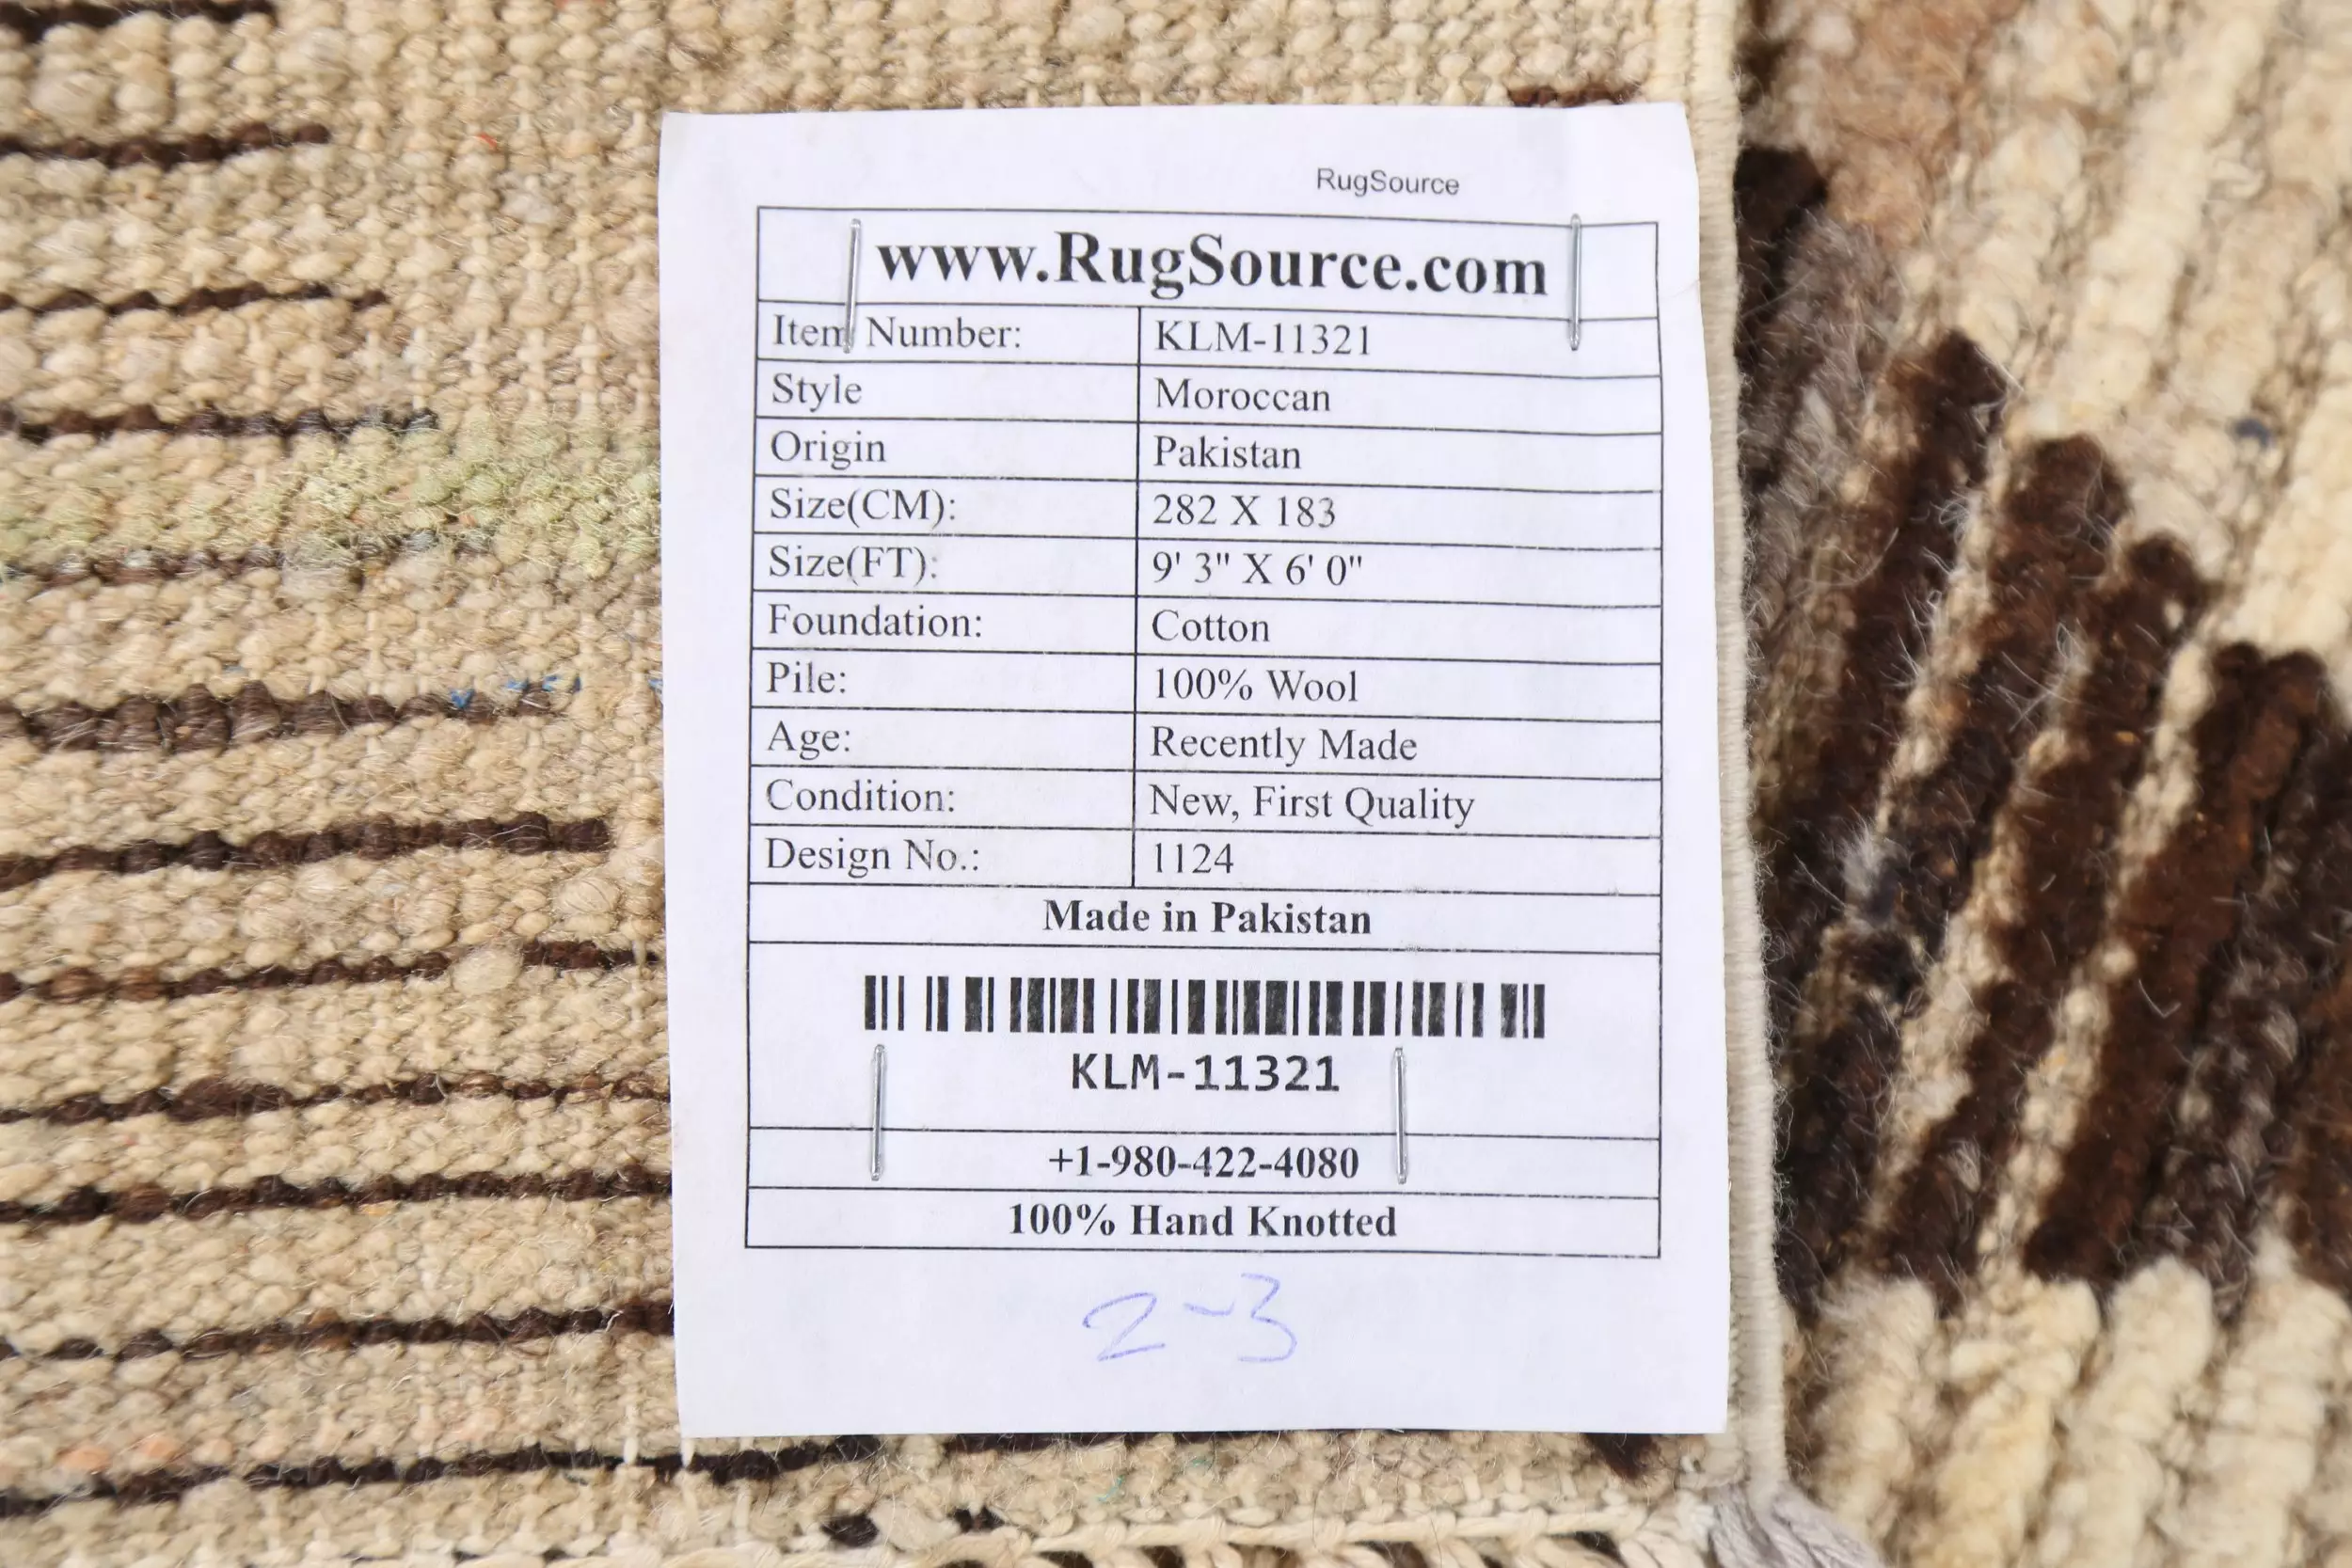 RugSource
www.RugSource.com
Item Number: KLM-11321
Style Moroccan
Origin Pakistan
Size(CM): 282 X 183
Size(FT): 9' 3" X 6' 0"
Foundation: Cotton
Pile: 100% Wool
Age: Recently Made
Condition: New, First Quality
Design No.: 1124
Made in Pakistan
KLM-11321
+1-980-422-4080
100% Hand Knotted
2-3